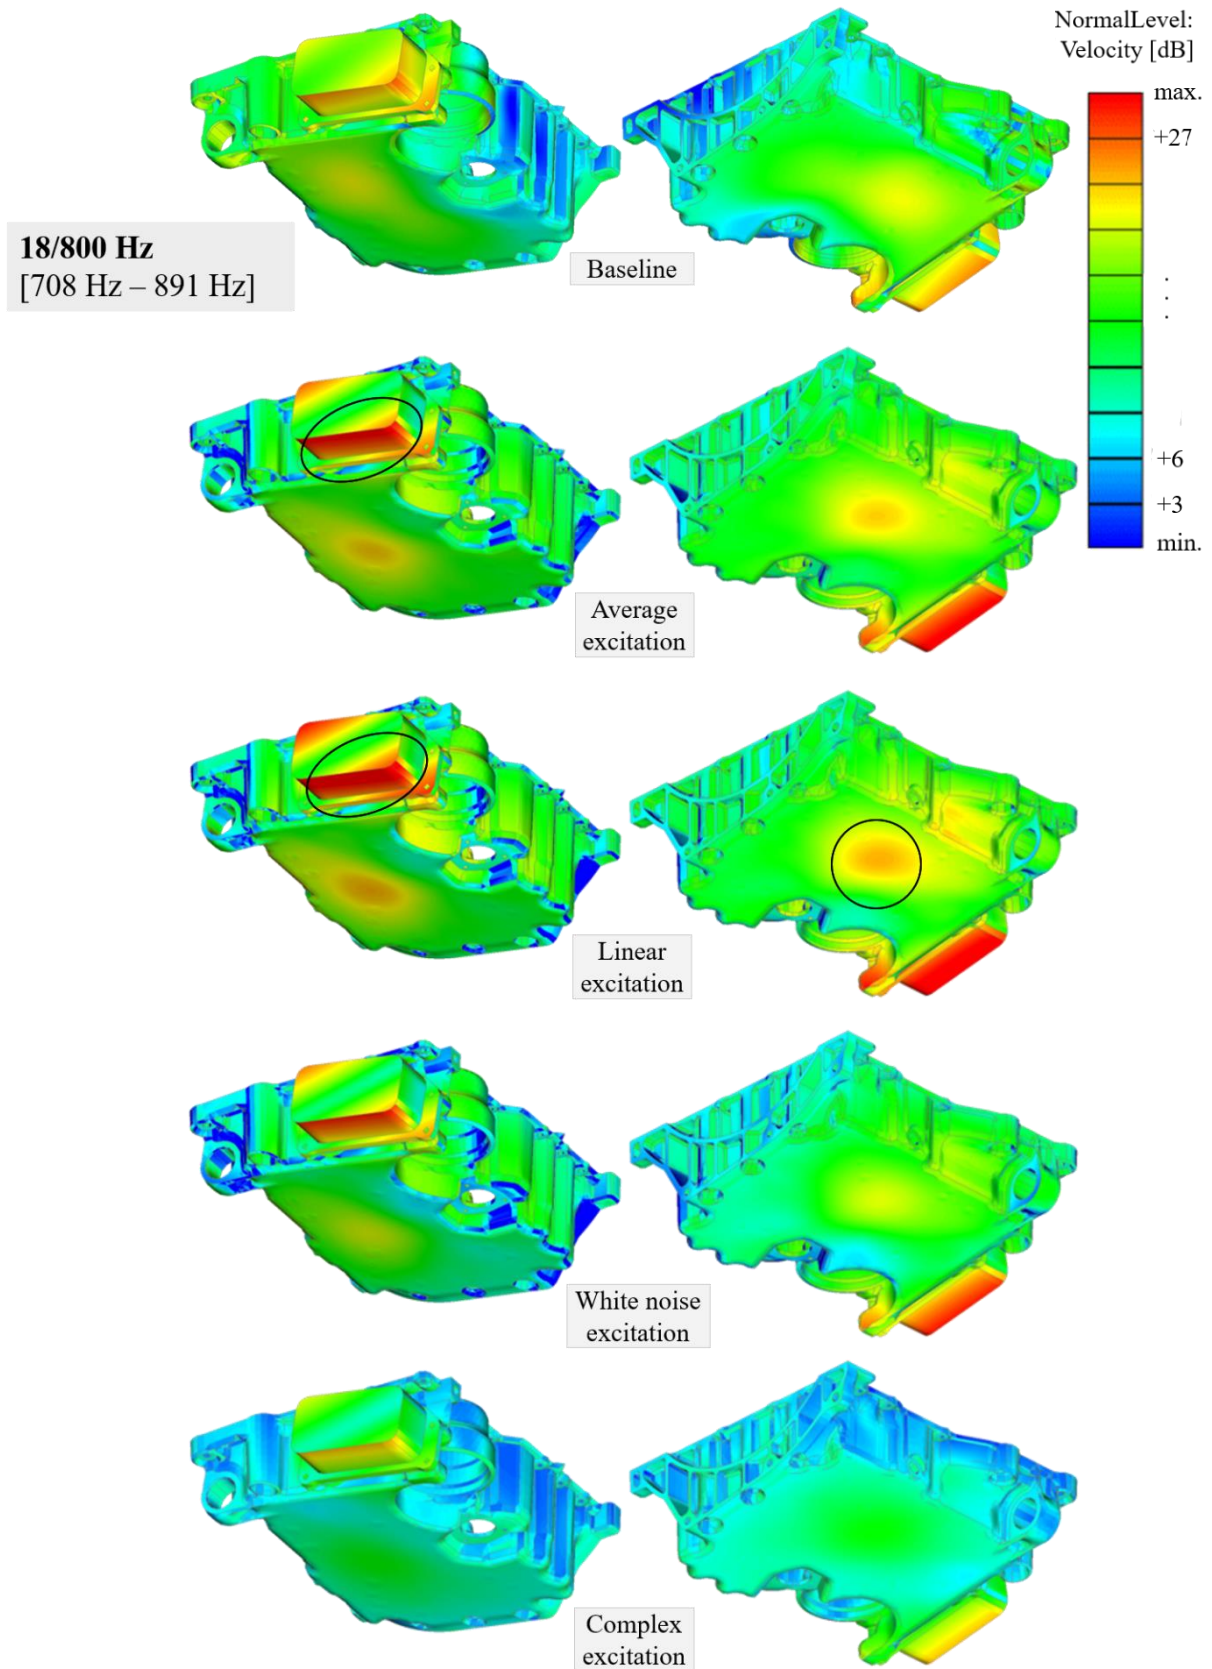 NormalLevel:
Velocity [dB]
max.
+27
18/800 Hz
[708 Hz – 891 Hz]
Baseline
.
.
.
+6
+3
min.
Average
excitation
Linear
excitation
White noise
excitation
Complex
excitation